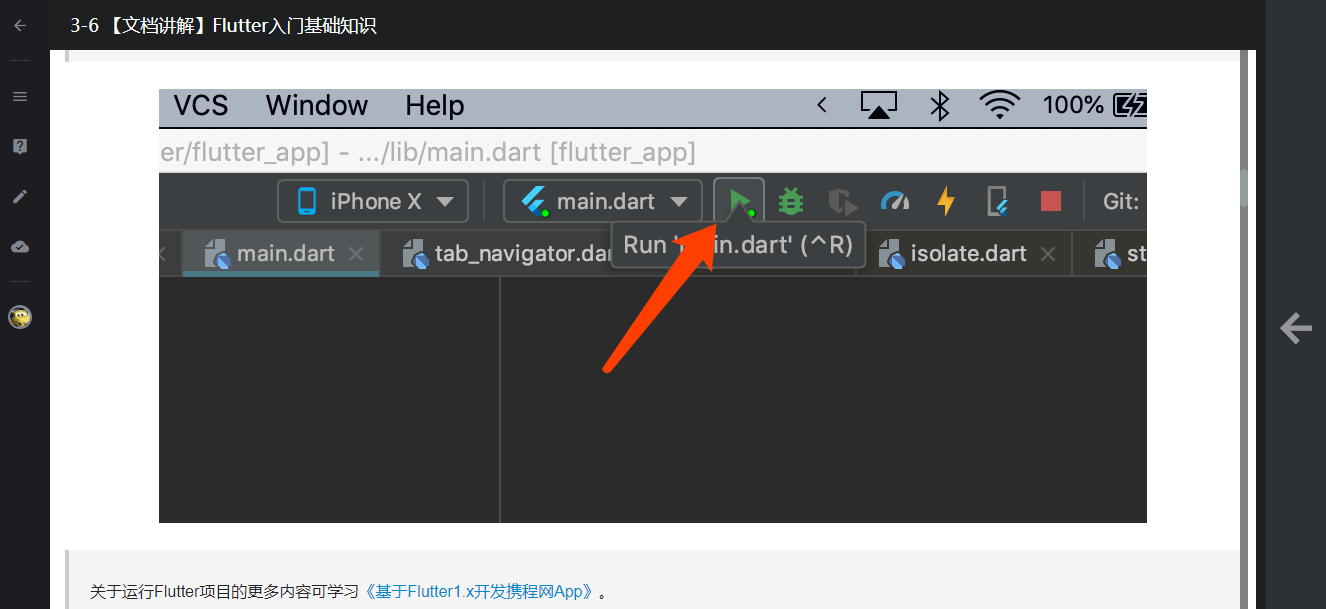 3-6 【文档讲解】Flutter入门基础知识
VCS Window Help 100%
er/flutter_app] - .../lib/main.dart [flutter_app]
iPhone X main.dart Git:
main.dart tab_navigator.dar isolate.dart st
Run 'in.dart' (^R)
关于运行Flutter项目的更多内容可学习《基于Flutter1.x开发携程网App》。